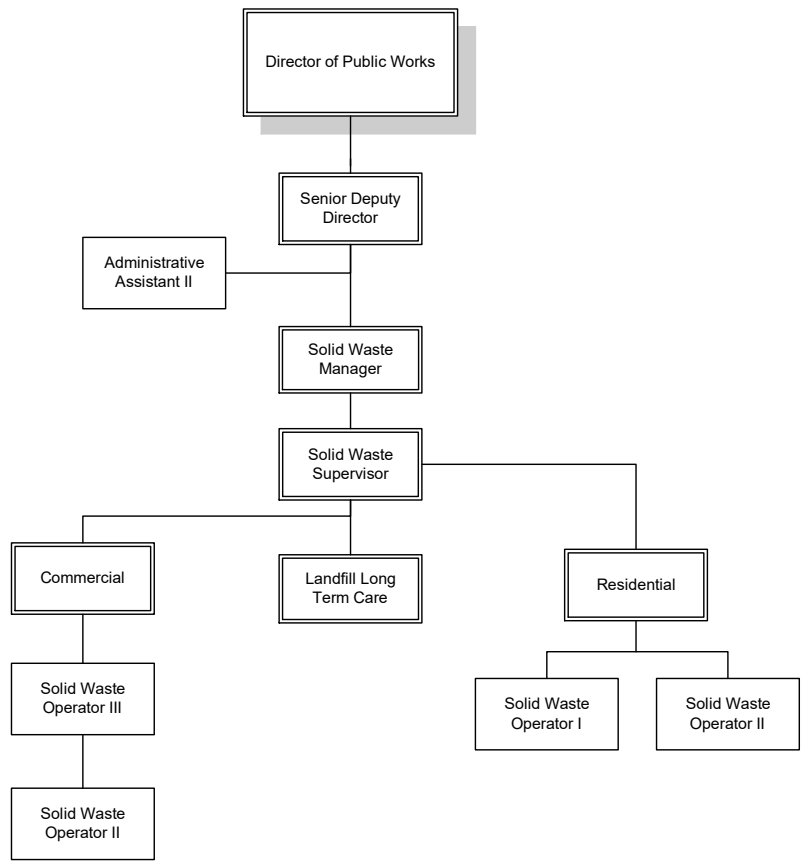 Director of Public Works
Senior Deputy
Director
Administrative
Assistant II
Solid Waste
Manager
Solid Waste
Supervisor
Commercial
Landfill Long
Term Care
Residential
Solid Waste
Operator III
Solid Waste
Operator I
Solid Waste
Operator II
Solid Waste
Operator II